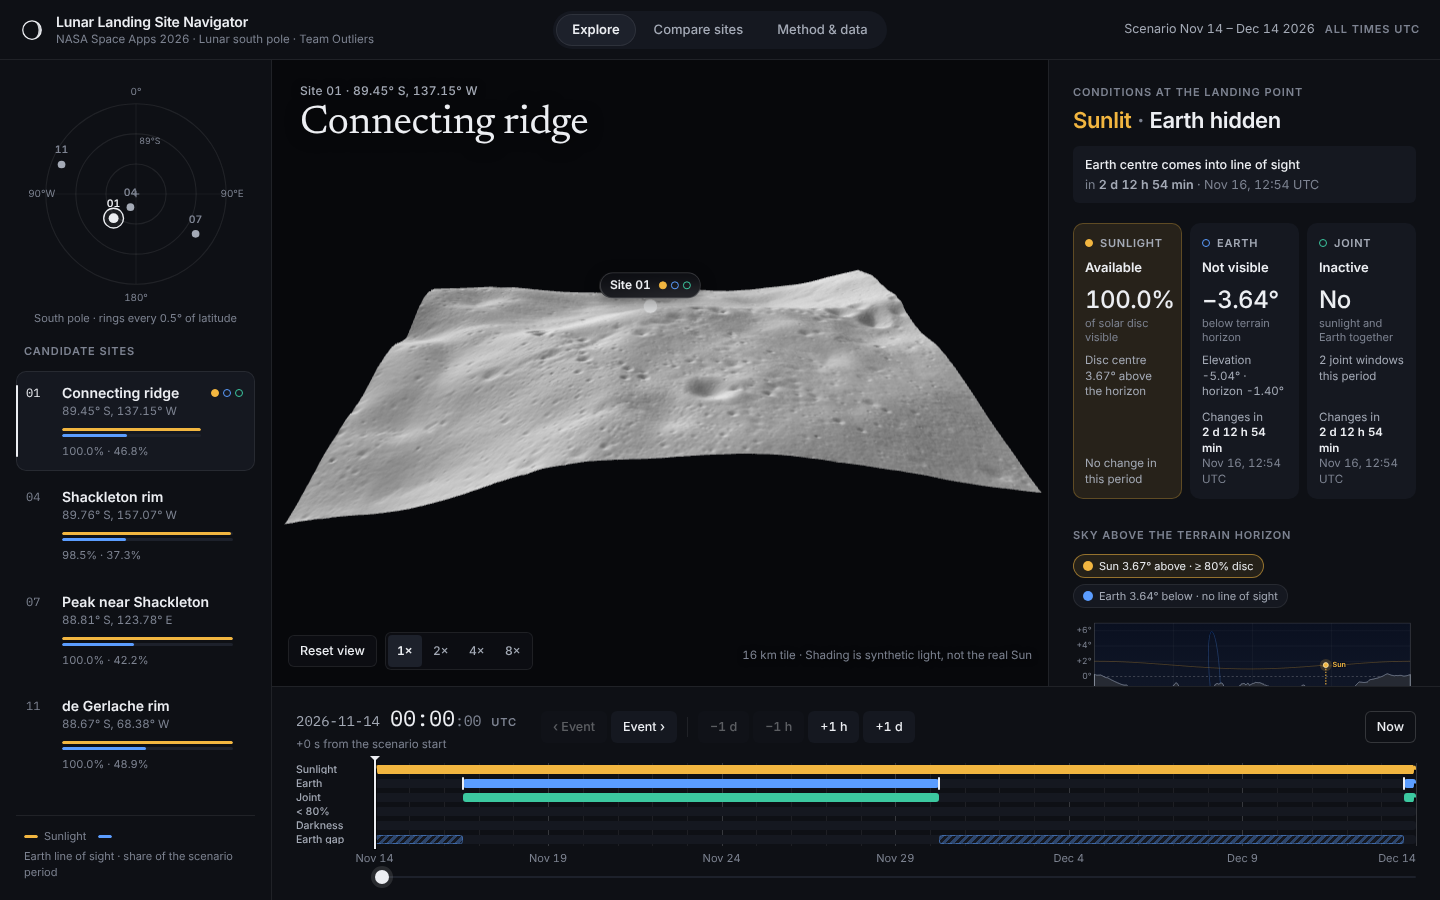 Lunar Landing Site Navigator
NASA Space Apps 2026 · Lunar south pole · Team Outliers
Explore
Compare sites
Method & data
Scenario Nov 14 – Dec 14 2026 ALL TIMES UTC
0°
89°S
11
90°W
04
90°E
01
07
180°
South pole · rings every 0.5° of latitude
CANDIDATE SITES
01 Connecting ridge
89.45° S, 137.15° W
100.0% · 46.8%
04 Shackleton rim
89.76° S, 157.07° W
98.5% · 37.3%
07 Peak near Shackleton
88.81° S, 123.78° E
100.0% · 42.2%
11 de Gerlache rim
88.67° S, 68.38° W
100.0% · 48.9%
Sunlight
Earth line of sight · share of the scenario
period
Site 01 · 89.45° S, 137.15° W
Connecting ridge
Site 01
Reset view
1×
2×
4×
8×
16 km tile · Shading is synthetic light, not the real Sun
CONDITIONS AT THE LANDING POINT
Sunlit · Earth hidden
Earth centre comes into line of sight
in 2 d 12 h 54 min · Nov 16, 12:54 UTC
SUNLIGHT
Available
100.0%
of solar disc
visible
Disc centre
3.67° above
the horizon
No change in
this period
EARTH
Not visible
−3.64°
below terrain
horizon
Elevation
-5.04° ·
horizon -1.40°
Changes in
2 d 12 h 54
min
Nov 16, 12:54
UTC
JOINT
Inactive
No
sunlight and
Earth together
2 joint windows
this period
Changes in
2 d 12 h 54
min
Nov 16, 12:54
UTC
SKY ABOVE THE TERRAIN HORIZON
Sun 3.67° above · ≥ 80% disc
Earth 3.64° below · no line of sight
+6°
+4°
+2°
0°
Sun
2026-11-14 00:00:00 UTC
+0 s from the scenario start
‹ Event
Event ›
−1 d
−1 h
+1 h
+1 d
Now
Sunlight
Earth
Joint
< 80%
Darkness
Earth gap
Nov 14
Nov 19
Nov 24
Nov 29
Dec 4
Dec 9
Dec 14